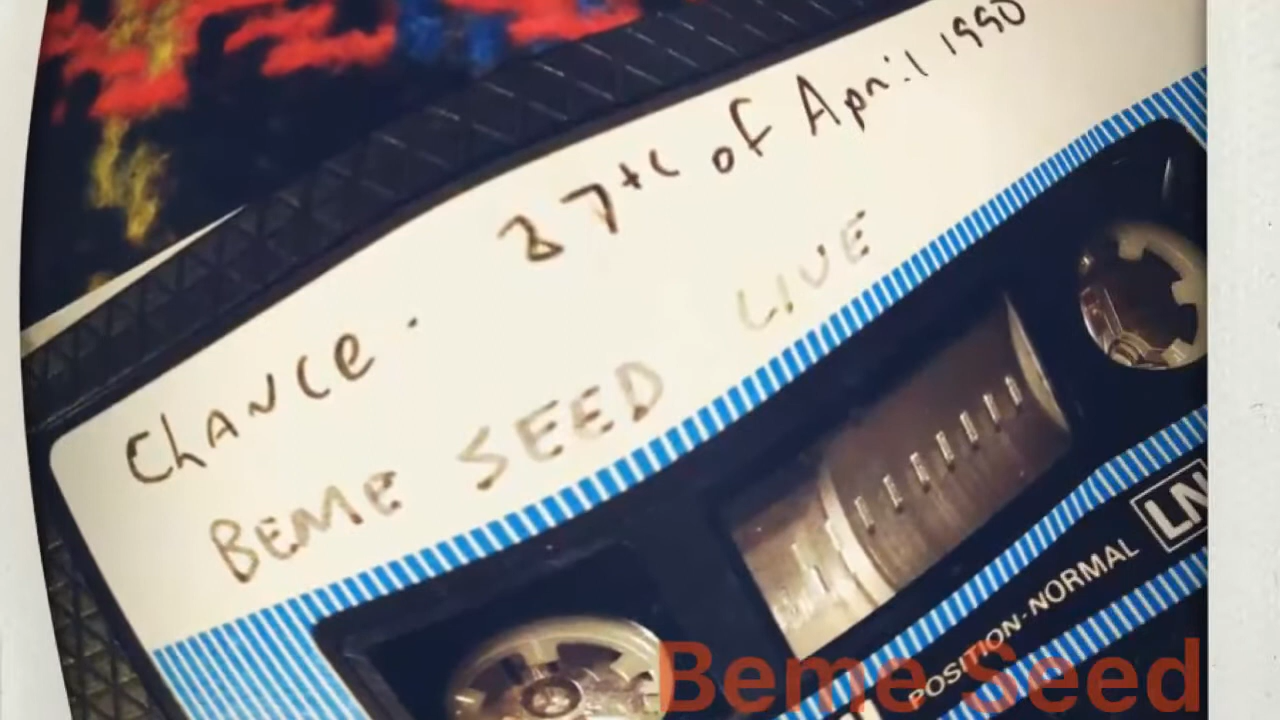 Chance. 27th of April 1990
BEME SEED LIVE
POSITION·NORMAL LN
Beme Seed